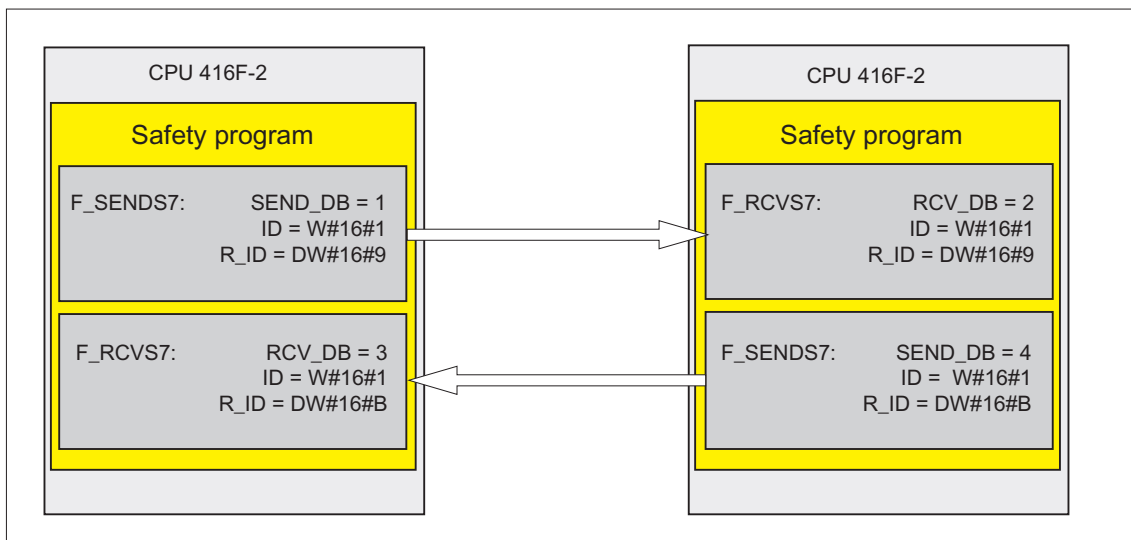 CPU 416F-2
Safety program
F_SENDS7: SEND_DB = 1
ID = W#16#1
R_ID = DW#16#9
F_RCVS7: RCV_DB = 3
ID = W#16#1
R_ID = DW#16#B
CPU 416F-2
Safety program
F_RCVS7: RCV_DB = 2
ID = W#16#1
R_ID = DW#16#9
F_SENDS7: SEND_DB = 4
ID = W#16#1
R_ID = DW#16#B